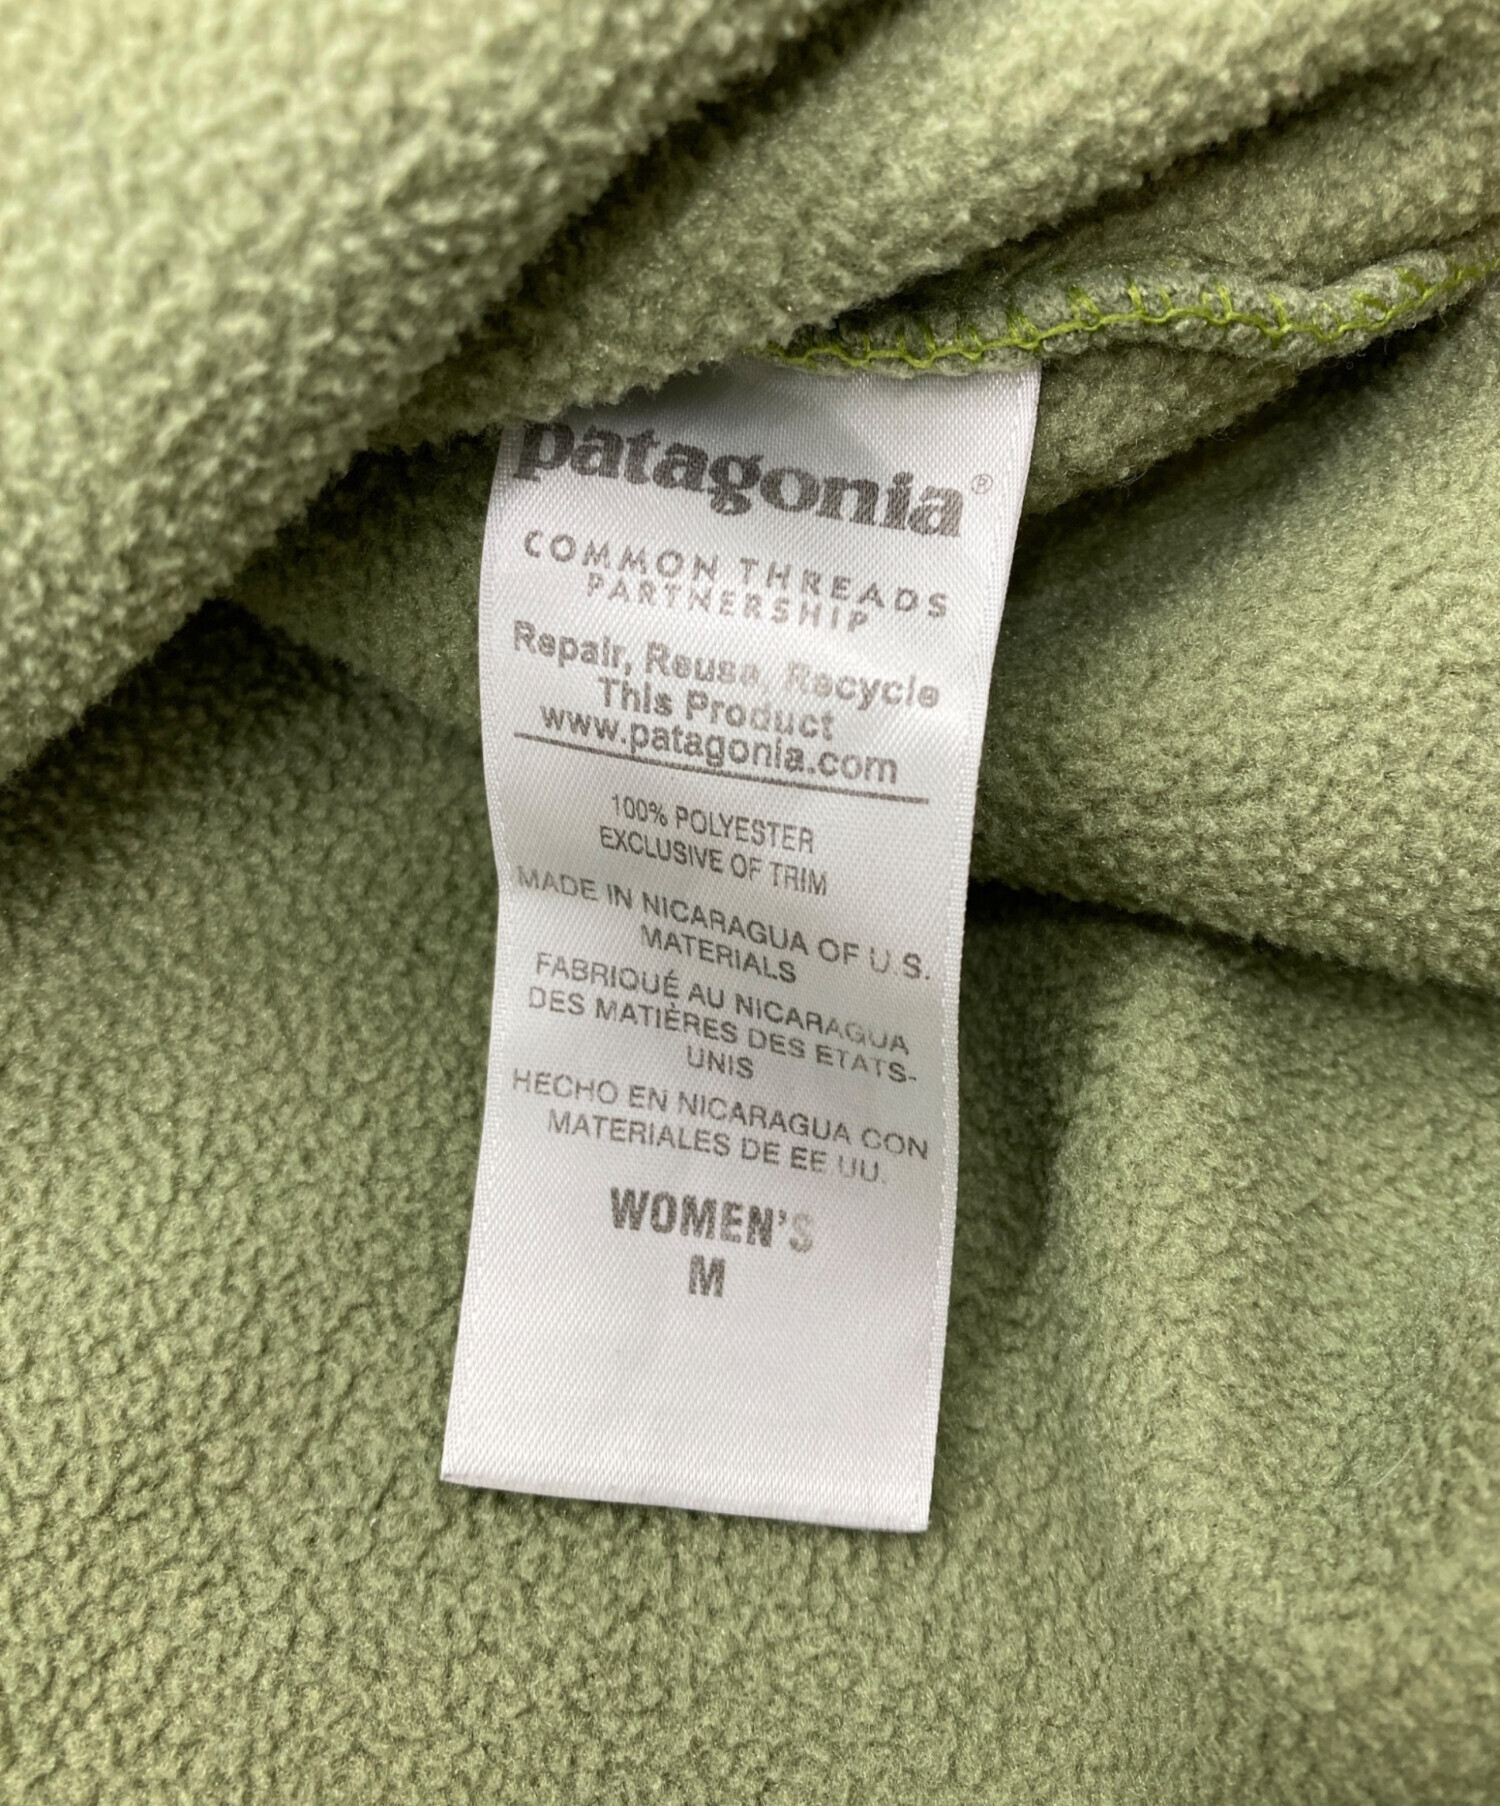 patagonia®
COMMON THREADS
PARTNERSHIP
Repair, Reuse, Recycle
This Product
www.patagonia.com
100% POLYESTER
EXCLUSIVE OF TRIM
MADE IN NICARAGUA OF U.S.
MATERIALS
FABRIQUÉ AU NICARAGUA
DES MATIÈRES DES ETATS-
UNIS
HECHO EN NICARAGUA CON
MATERIALES DE EE UU.
WOMEN'S
M